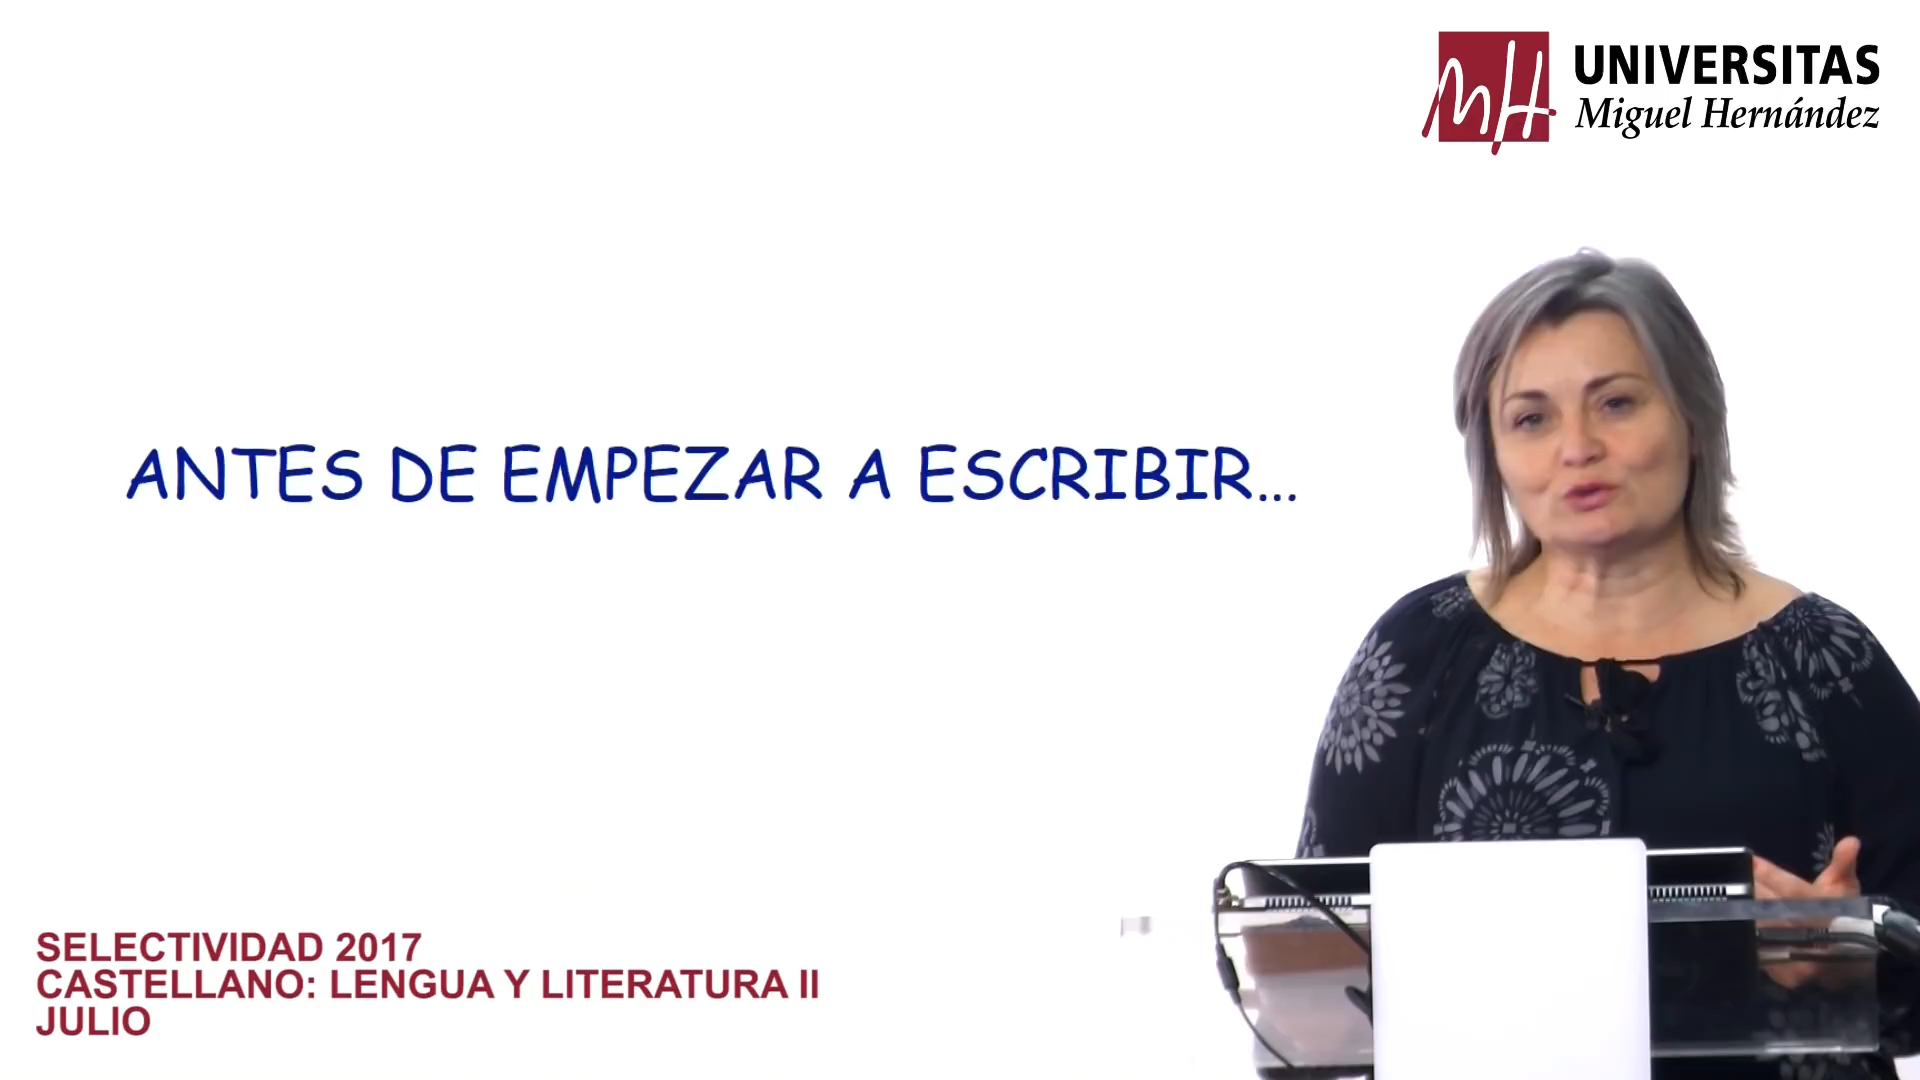 UNIVERSITAS
Miguel Hernández
ANTES DE EMPEZAR A ESCRIBIR...
SELECTIVIDAD 2017
CASTELLANO: LENGUA Y LITERATURA II
JULIO